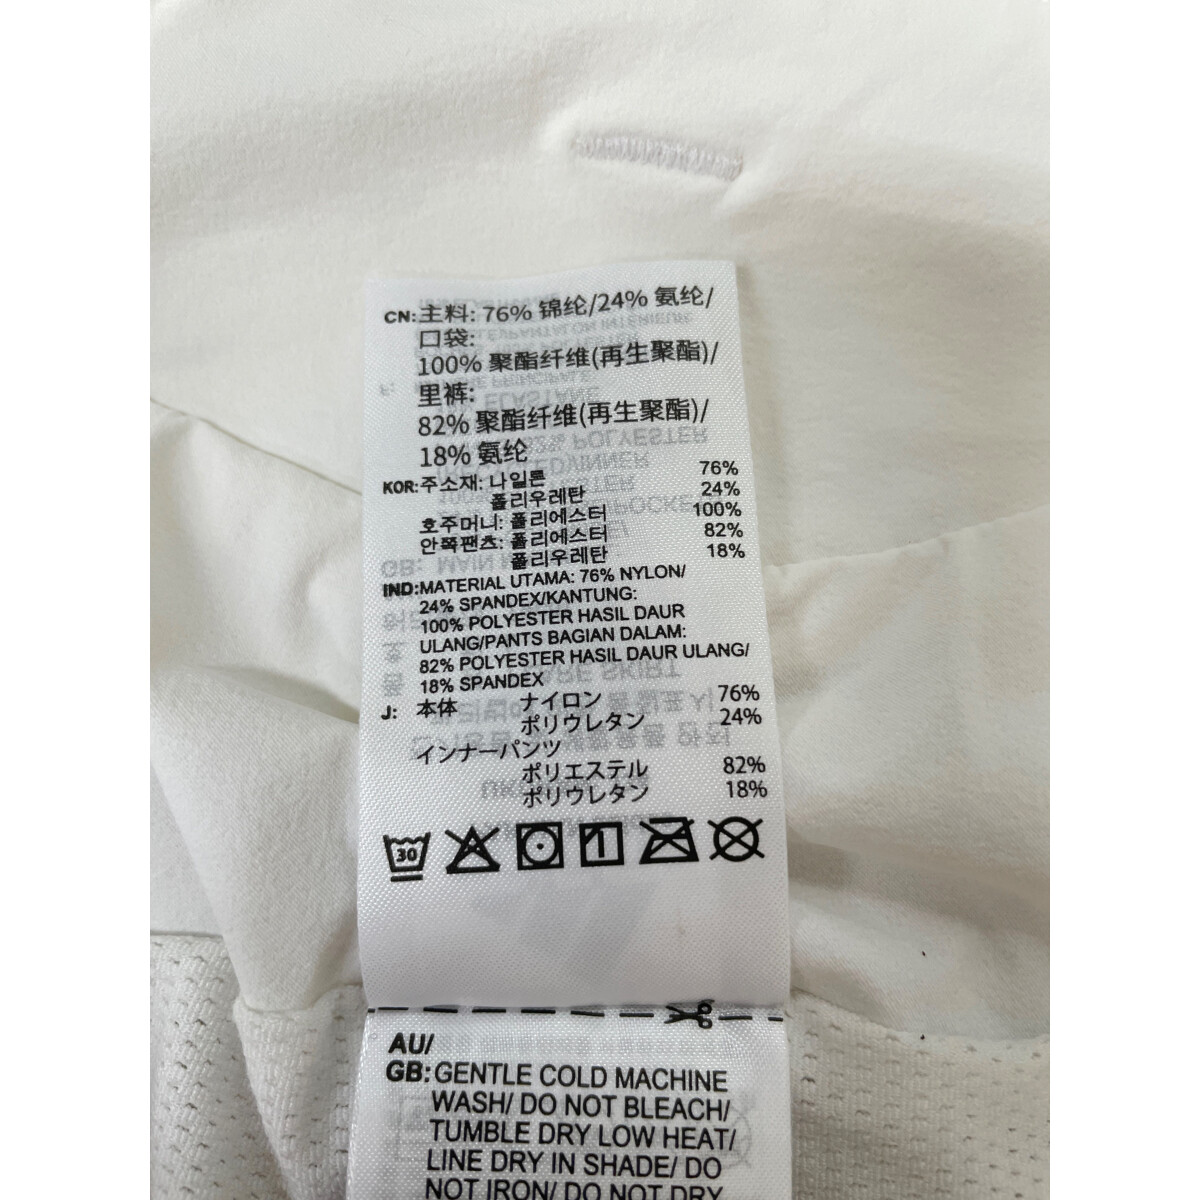 CN:主料: 76% 锦纶/24% 氨纶/
口袋:
100% 聚酯纤维(再生聚酯)/
里裤:
82% 聚酯纤维(再生聚酯)/
18% 氨纶
KOR:주소재: 나일론 76%
폴리우레탄 24%
호주머니: 폴리에스터 100%
안쪽팬츠: 폴리에스터 82%
폴리우레탄 18%
IND:MATERIAL UTAMA: 76% NYLON/
24% SPANDEX/KANTUNG:
100% POLYESTER HASIL DAUR
ULANG/PANTS BAGIAN DALAM:
82% POLYESTER HASIL DAUR ULANG/
18% SPANDEX
J: 本体 ナイロン 76%
ポリウレタン 24%
インナーパンツ
ポリエステル 82%
ポリウレタン 18%
30
AU/
GB:GENTLE COLD MACHINE
WASH/ DO NOT BLEACH/
TUMBLE DRY LOW HEAT/
LINE DRY IN SHADE/ DO
NOT IRON/ DO NOT DRY